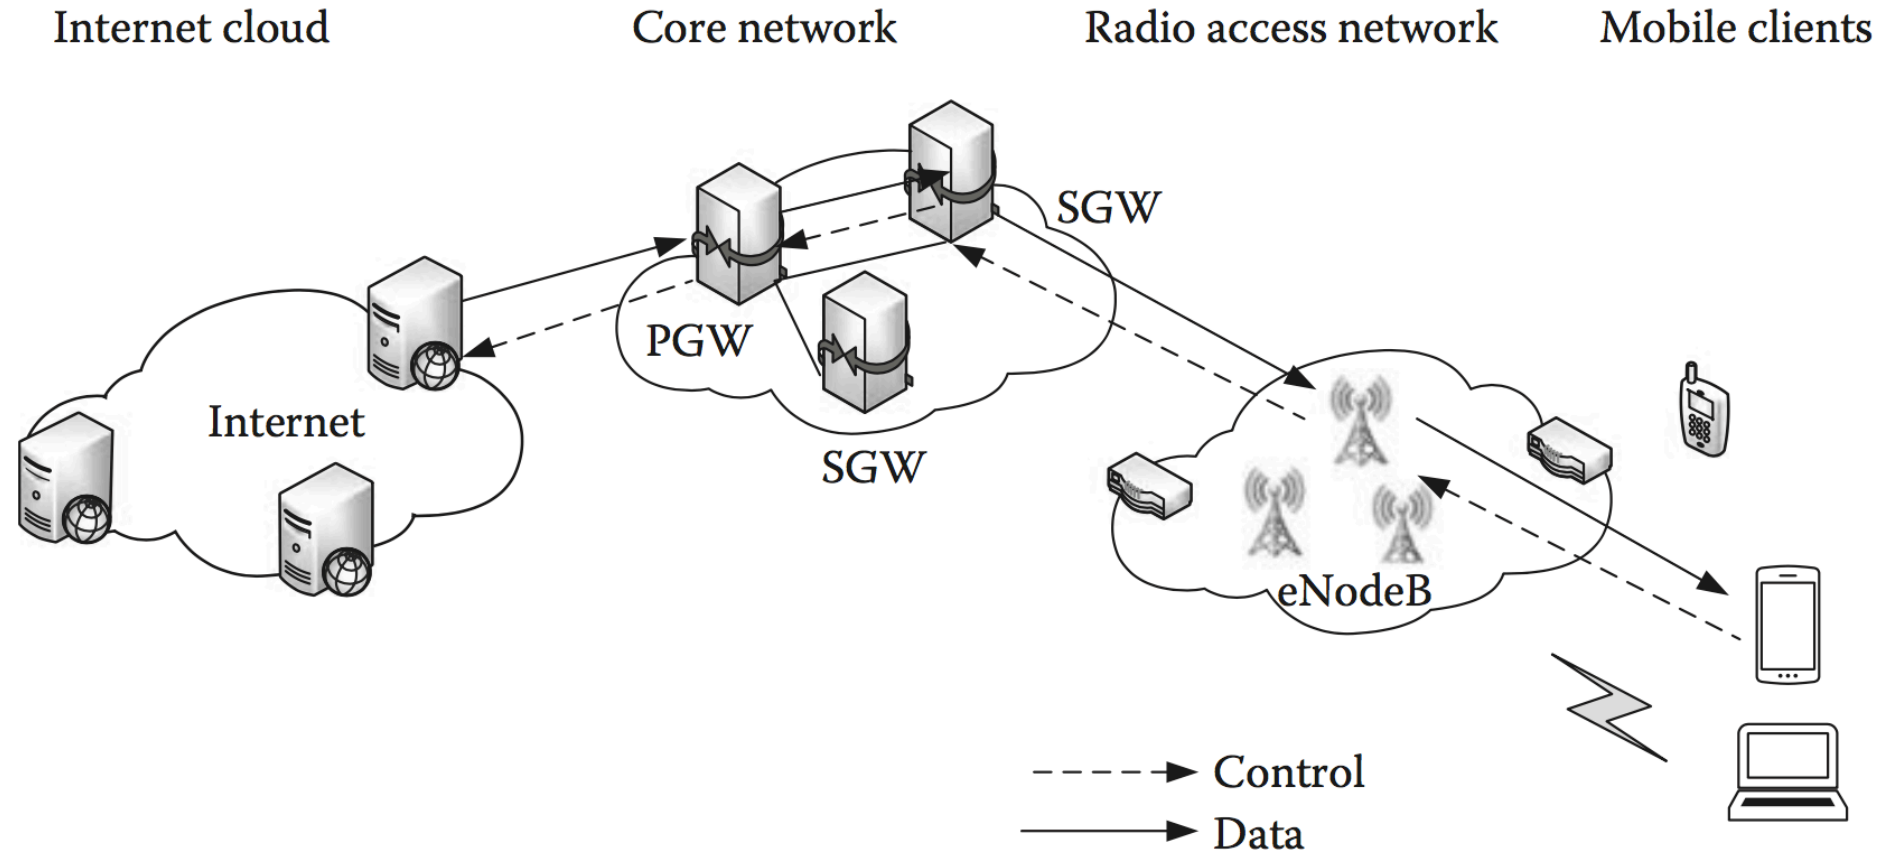 Internet cloud
Core network
Radio access network
Mobile clients
SGW
PGW
Internet
SGW
eNodeB
Control
Data